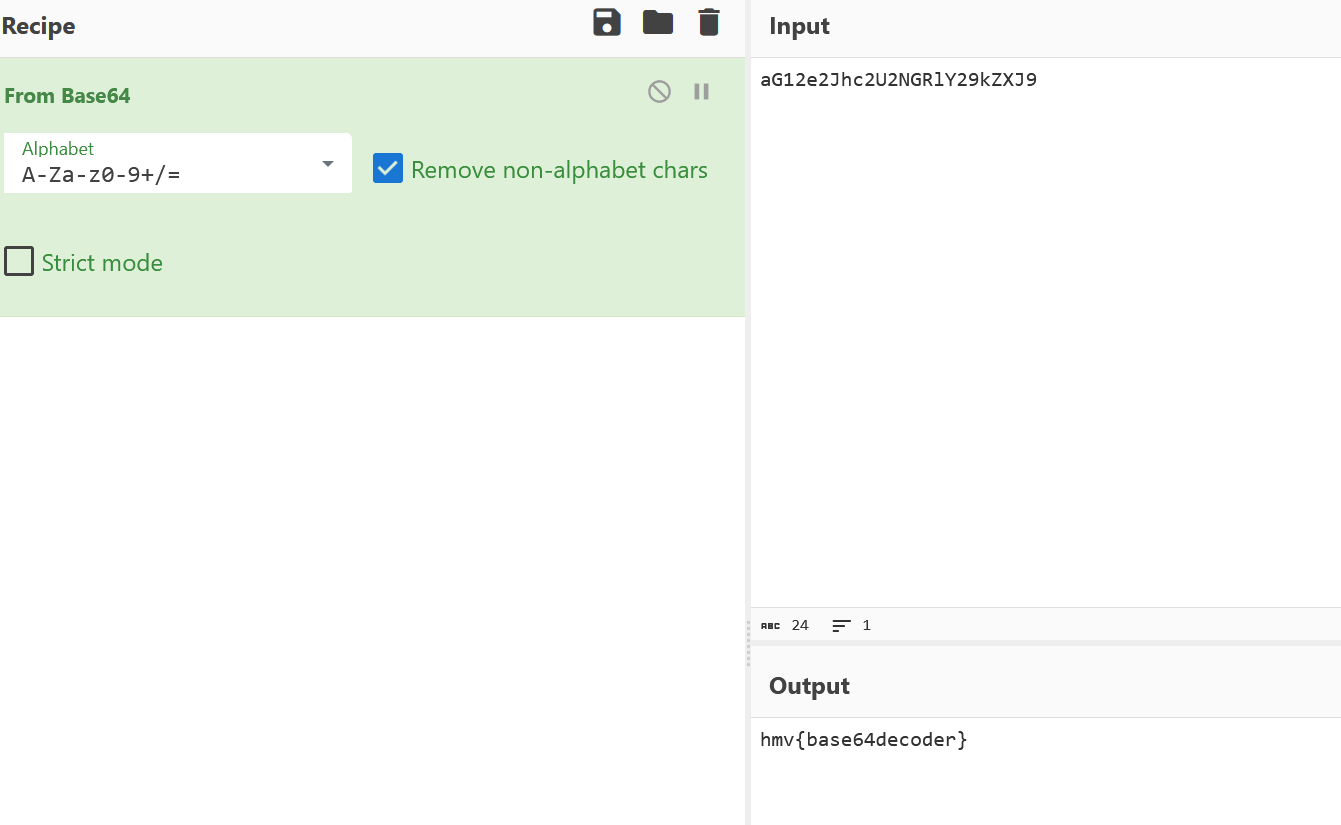 Recipe
From Base64
Alphabet
A-Za-z0-9+/=
Remove non-alphabet chars
Strict mode
Input
aG12e2Jhc2U2NGRlY29kZXJ9
ABC 24 1
Output
hmv{base64decoder}